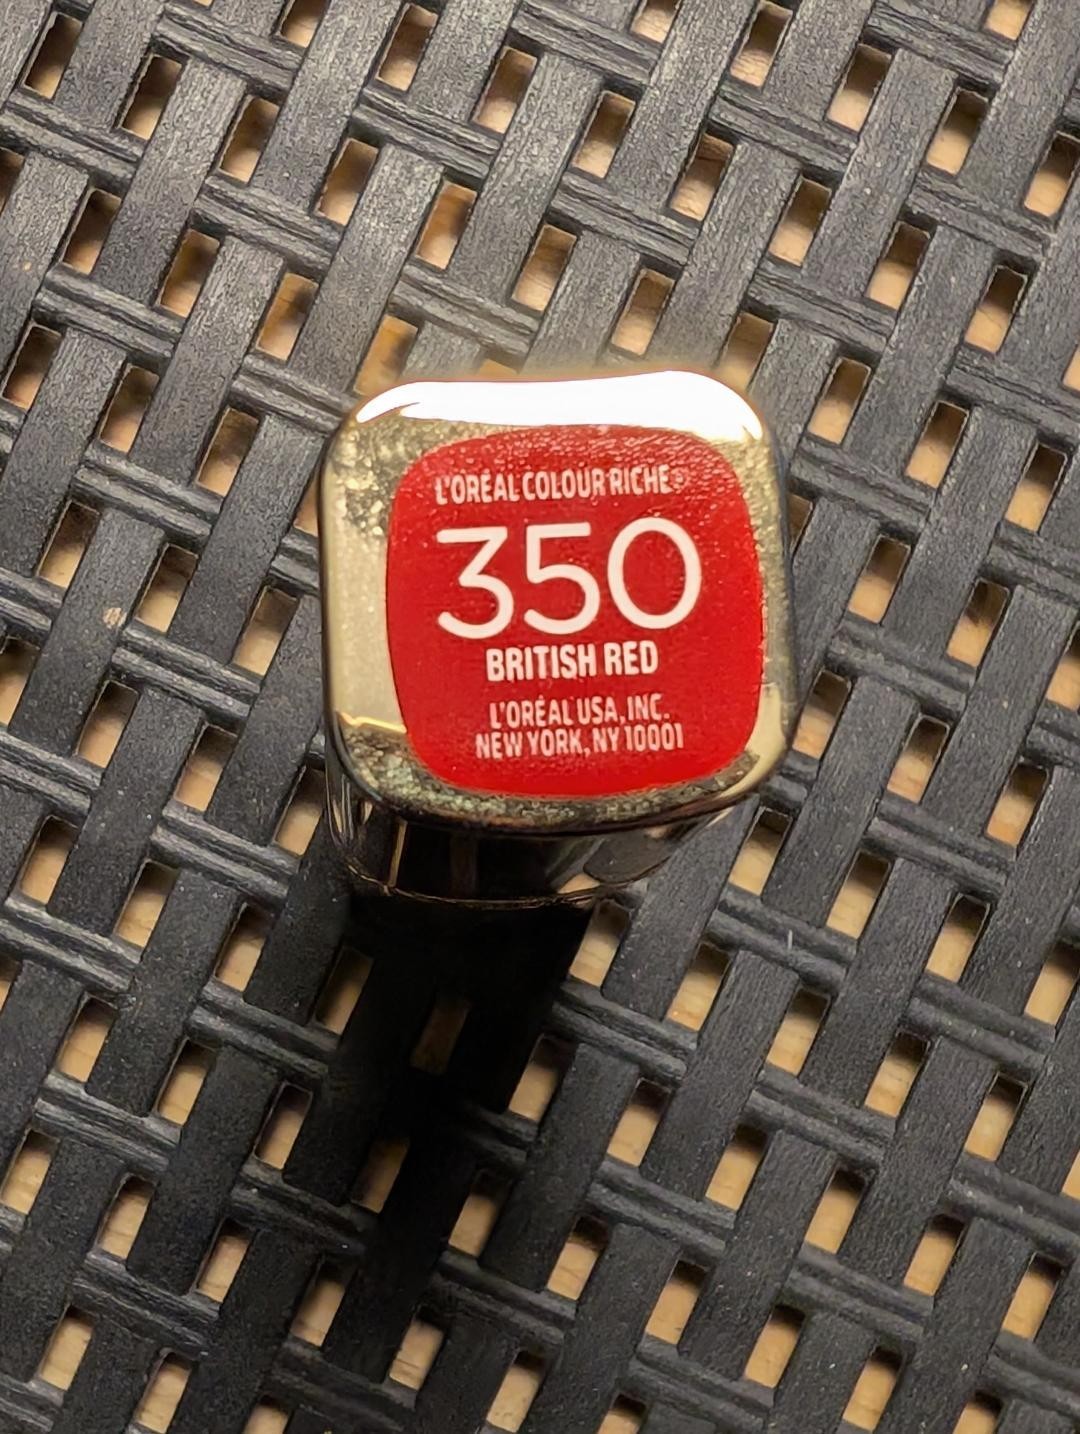 L'ORÉAL COLOUR RICHE®
350
BRITISH RED
L'ORÉAL USA, INC.
NEW YORK, NY 10001